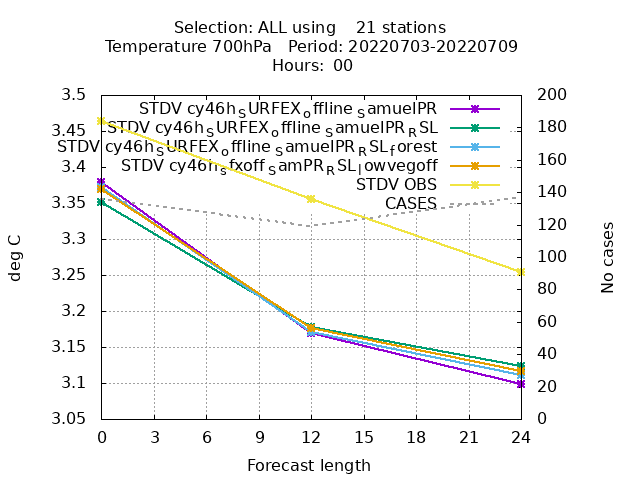 Selection: ALL using    21 stations
Temperature 700hPa   Period: 20220703-20220709
Hours:  00
3.5
3.45
3.4
3.35
3.3
3.25
3.2
3.15
3.1
3.05
deg C
STDV cy46h_SURFEX_offline_SamueIPR
STDV cy46h_SURFEX_offline_SamueIPR_RSL
STDV cy46h_SURFEX_offline_SamueIPR_RSL_forest
STDV cy46h_sfxoff_SamPR_RSL_lowvegoff
STDV OBS
CASES
200
180
160
140
120
100
80
60
40
20
0
No cases
0 3 6 9 12 15 18 21 24
Forecast length